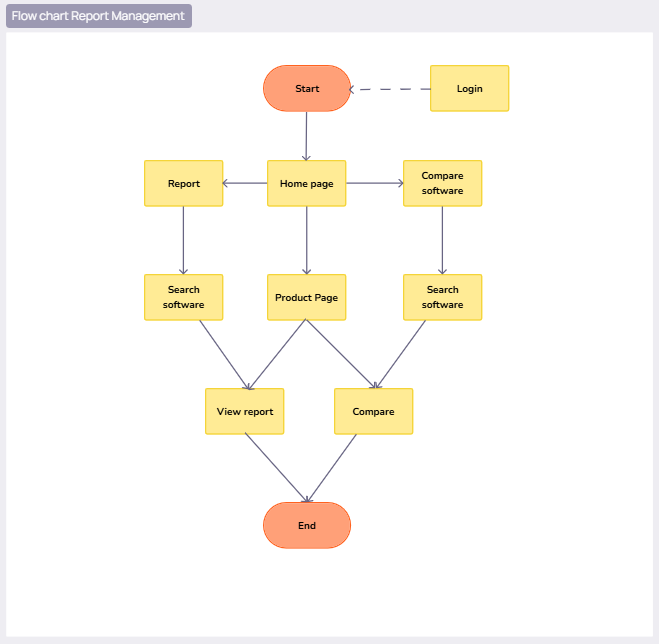 Flow chart Report Management
Start
Login
Report
Home page
Compare
software
Search
software
Product Page
Search
software
View report
Compare
End